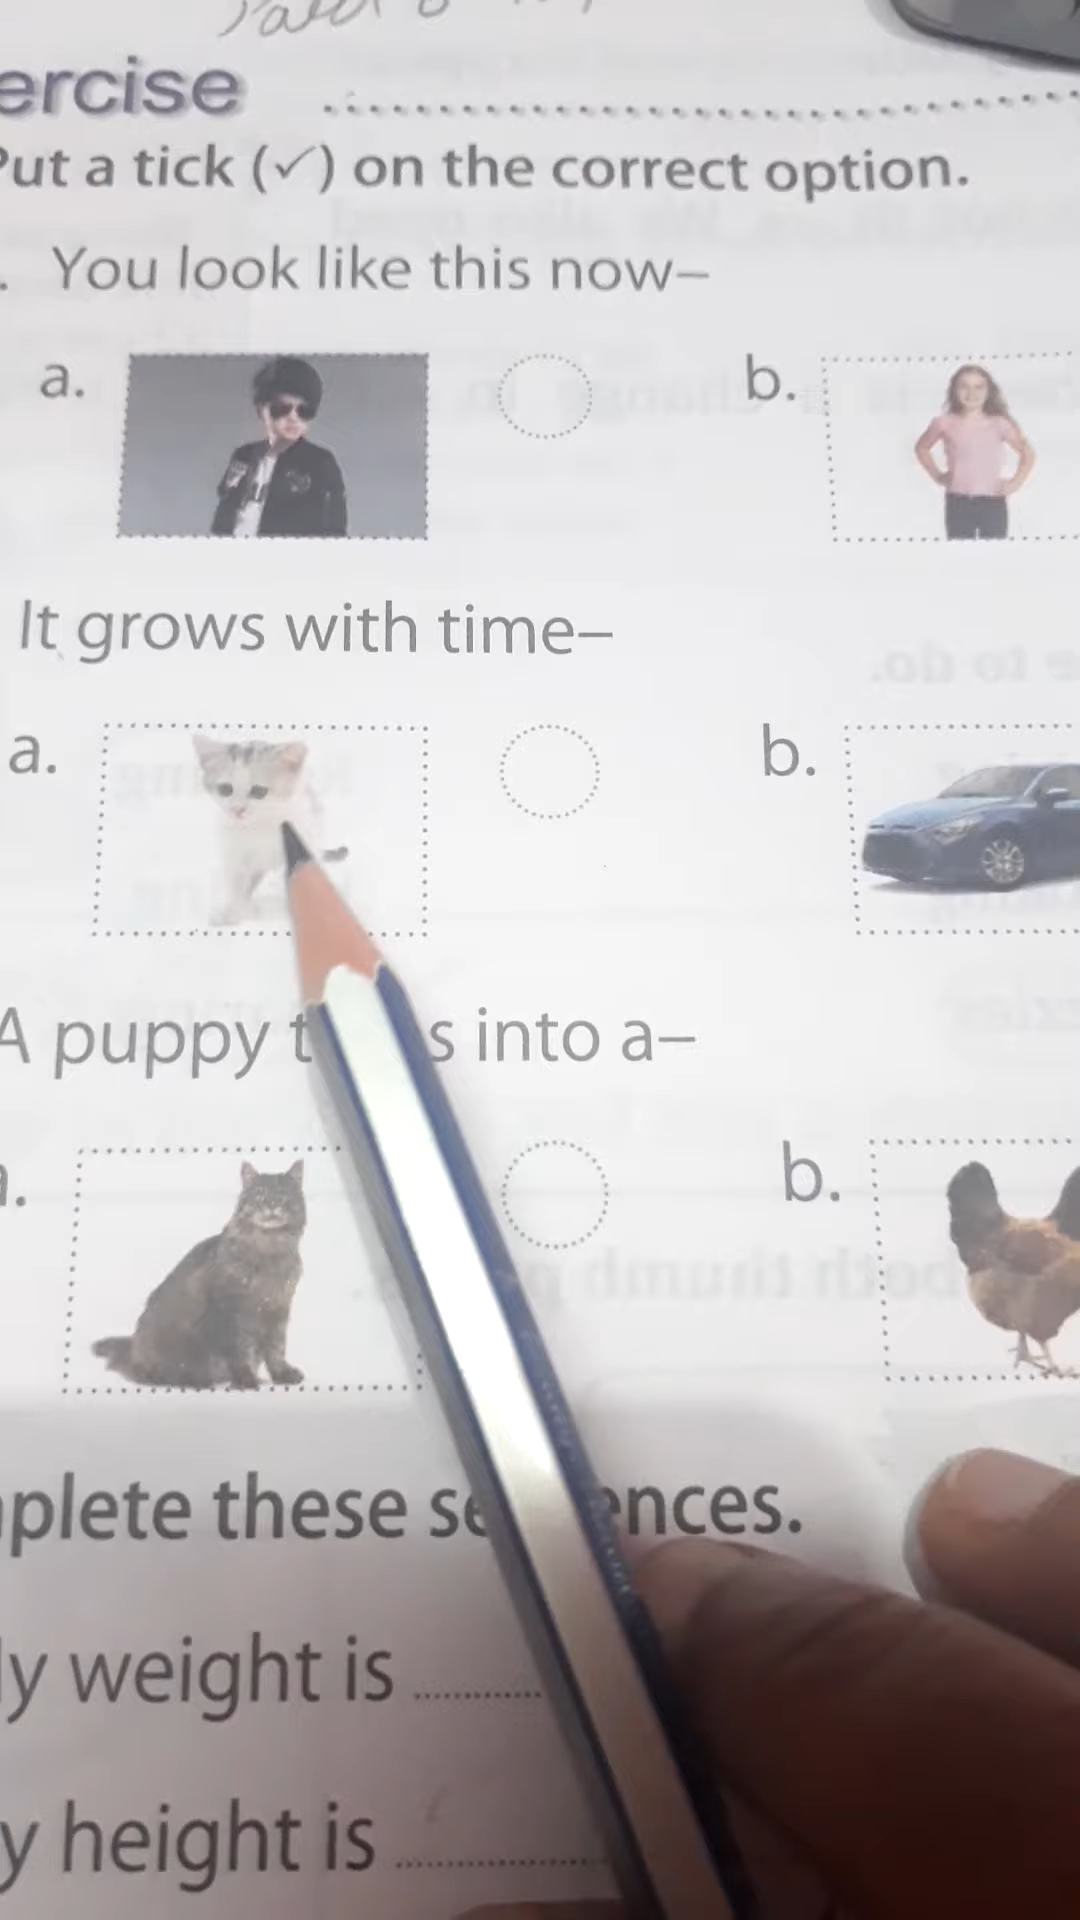 ercise
Put a tick (✓) on the correct option.
. You look like this now–
a. b.
It grows with time–
a. b.
A puppy t s into a–
. b.
plete these se ences.
y weight is ............
y height is ....................